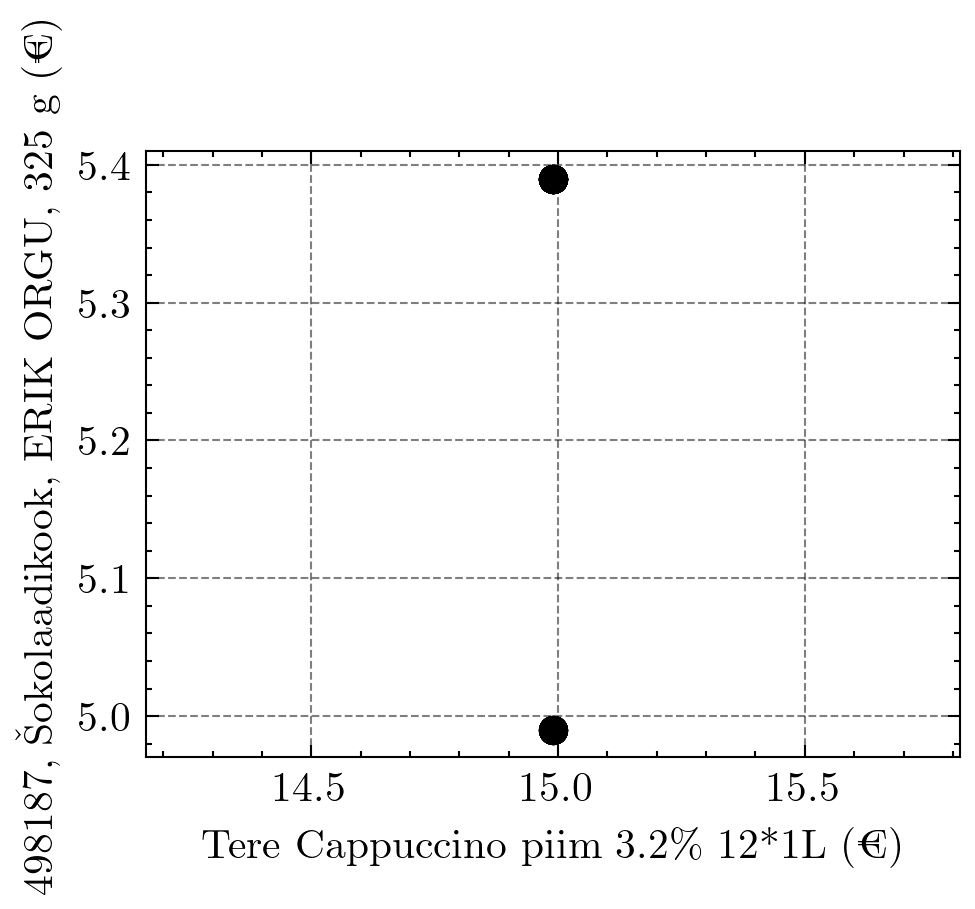 498187, Šokolaadikook, ERIK ORGU, 325 g (€)
5.4
5.3
5.2
5.1
5.0
14.5 15.0 15.5
Tere Cappuccino piim 3.2% 12*1L (€)